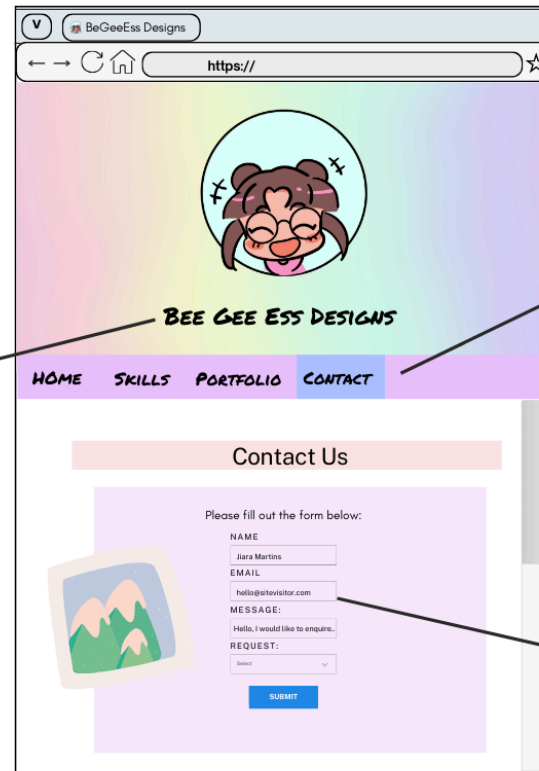 v BeGeeEss Designs
https://
BEE GEE ESS DESIGNS
HOME SKILLS PORTFOLIO CONTACT
Contact Us
Please fill out the form below:
NAME
Jiara Martins
EMAIL
hello@sitevisitor.com
MESSAGE:
Hello, I would like to enquire..
REQUEST:
Select
SUBMIT